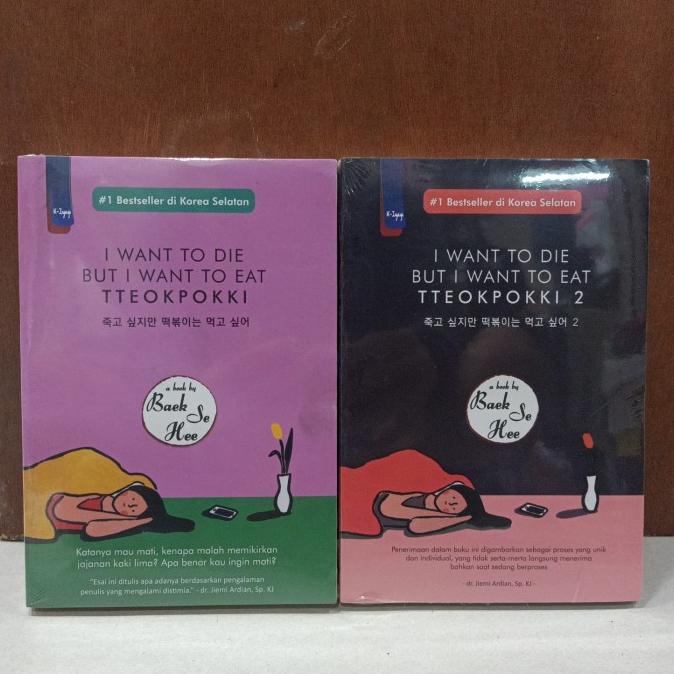 K-Iyagi
#1 Bestseller di Korea Selatan
I WANT TO DIE
BUT I WANT TO EAT
TTEOKPOKKI
죽고 싶지만 떡볶이는 먹고 싶어
a book by
Baek
Se
Hee
Katanya mau mati, kenapa malah memikirkan
jajanan kaki lima? Apa benar kau ingin mati?
"Esai ini ditulis apa adanya berdasarkan pengalaman
penulis yang mengalami distimia." - dr. Jiemi Ardian, Sp. KJ
K-Iyagi
#1 Bestseller di Korea Selatan
I WANT TO DIE
BUT I WANT TO EAT
TTEOKPOKKI 2
죽고 싶지만 떡볶이는 먹고 싶어 2
a book by
Baek
Se
Hee
Penerimaan dalam buku ini digambarkan sebagai proses yang unik
dan individual, yang tidak serta-merta langsung menerima
bahkan saat sedang berproses
- dr. Jiemi Ardian, Sp. KJ -